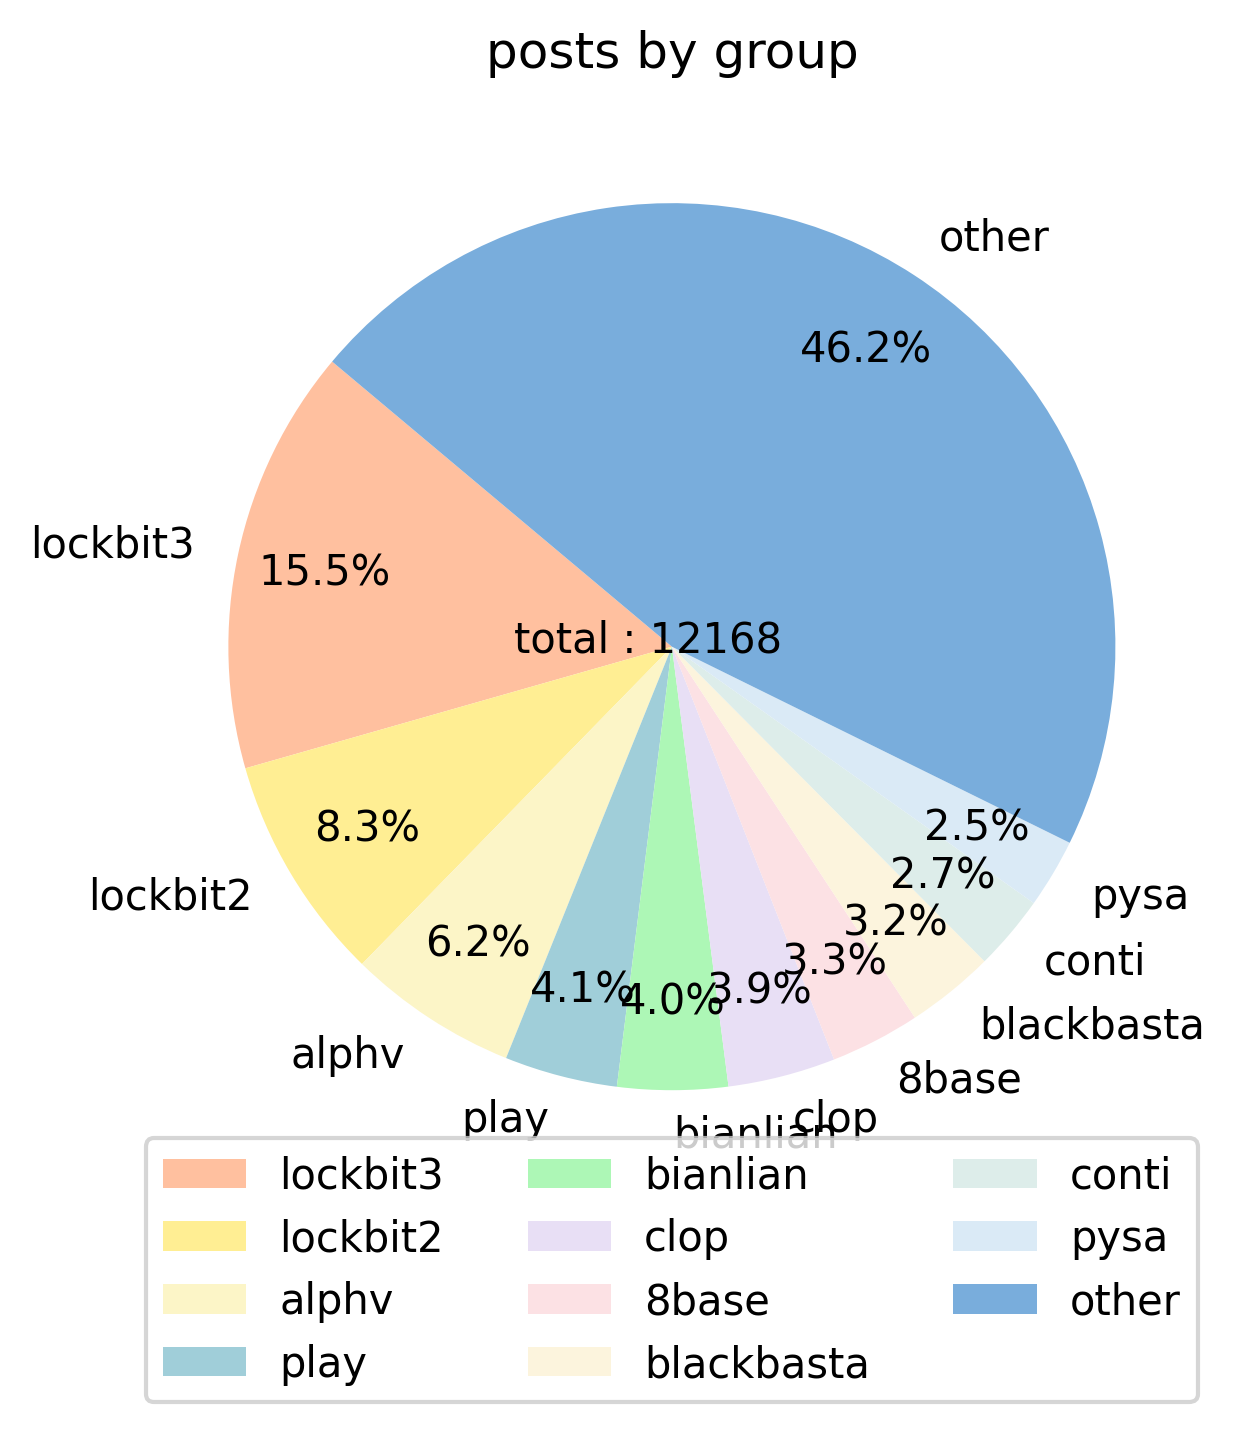 posts by group
other
46.2%
lockbit3
15.5%
total : 12168
8.3%
2.5%
2.7%
lockbit2
pysa
3.2%
6.2%
3.3%
conti
4.1%
4.0%
3.9%
blackbasta
alphv
8base
play
clop
bianlian
lockbit3
lockbit2
alphv
play
bianlian
clop
8base
blackbasta
conti
pysa
other